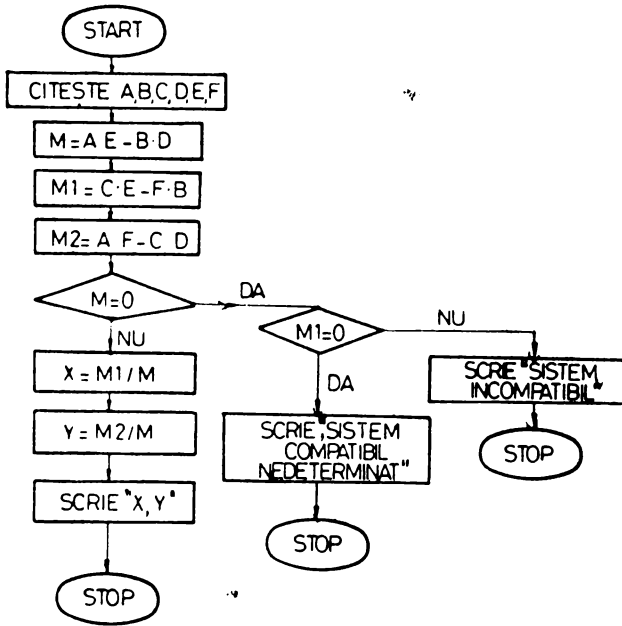 START
CITEȘTE A,B,C,D,E,F
M=A E-B·D
M1=C·E-F·B
M2=A F-C D
M=0
DA
M1=0
NU
NU
X=M1/M
DA
SCRIE "SISTEM
INCOMPATIBIL"
Y=M2/M
SCRIE „SISTEM
COMPATIBIL
NEDETERMINAT"
STOP
SCRIE "X,Y"
STOP
STOP